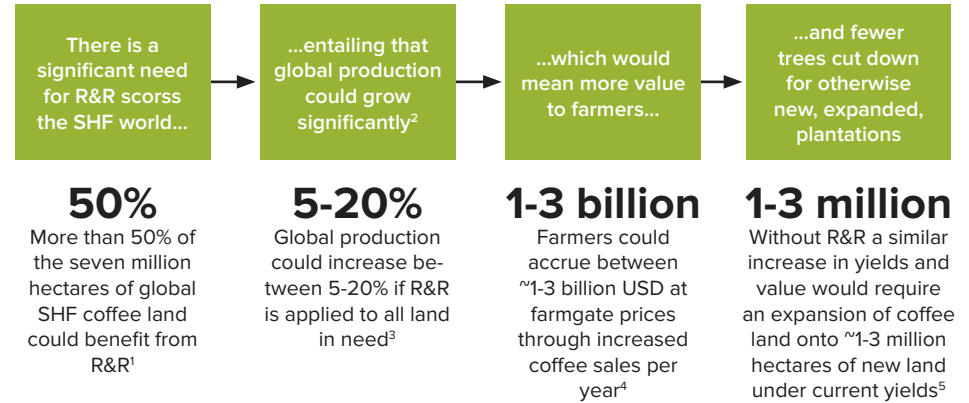 There is a
significant need
for R&R scorss
the SHF world...
...entailing that
global production
could grow
significantly²
...which would
mean more value
to farmers...
...and fewer
trees cut down
for otherwise
new, expanded,
plantations
50%
More than 50% of
the seven million
hectares of global
SHF coffee land
could benefit from
R&R¹
5-20%
Global production
could increase be-
tween 5-20% if R&R
is applied to all land
in need³
1-3 billion
Farmers could
accrue between
~1-3 billion USD at
farmgate prices
through increased
coffee sales per
year⁴
1-3 million
Without R&R a similar
increase in yields and
value would require
an expansion of coffee
land onto ~1-3 million
hectares of new land
under current yields⁵